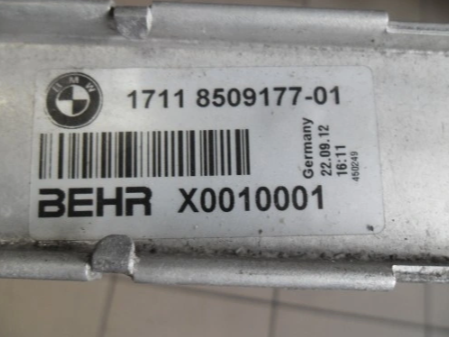 BMW
1711 8509177-01
BEHR X0010001
Germany
22.09.12
16:11
450249